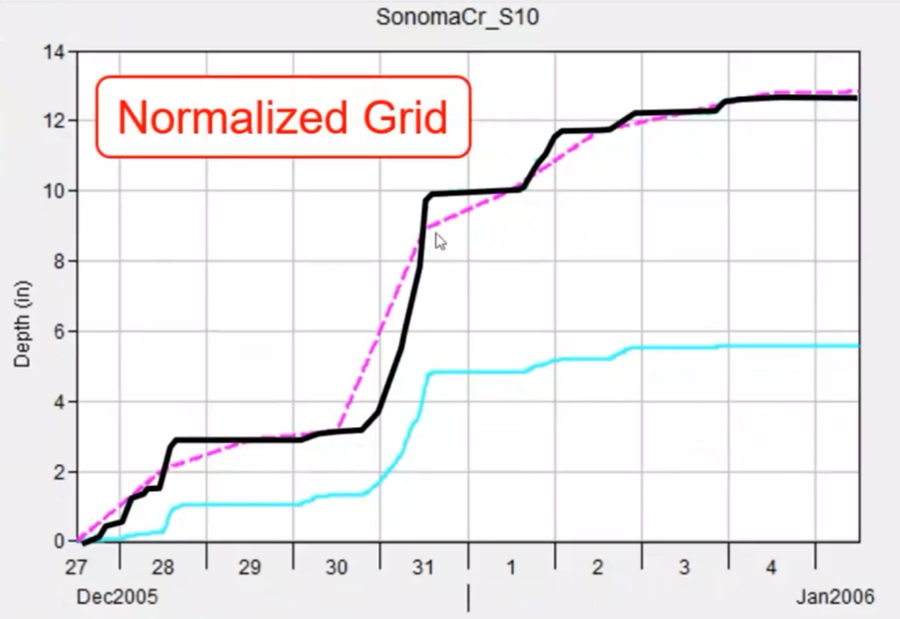 SonomaCr_S10
Normalized Grid
Depth (in)
14
12
10
8
6
4
2
0
27 28 29 30 31 1 2 3 4
Dec2005 Jan2006